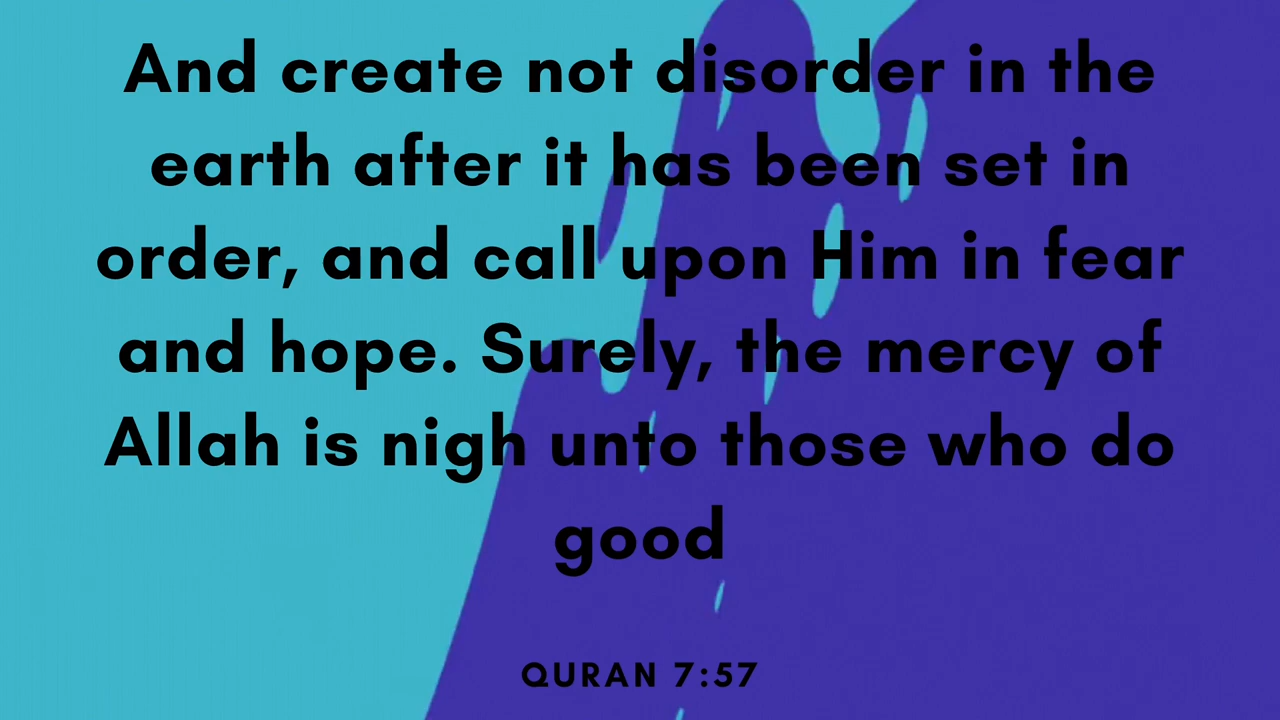 And create not disorder in the
earth after it has been set in
order, and call upon Him in fear
and hope. Surely, the mercy of
Allah is nigh unto those who do
good
QURAN 7:57